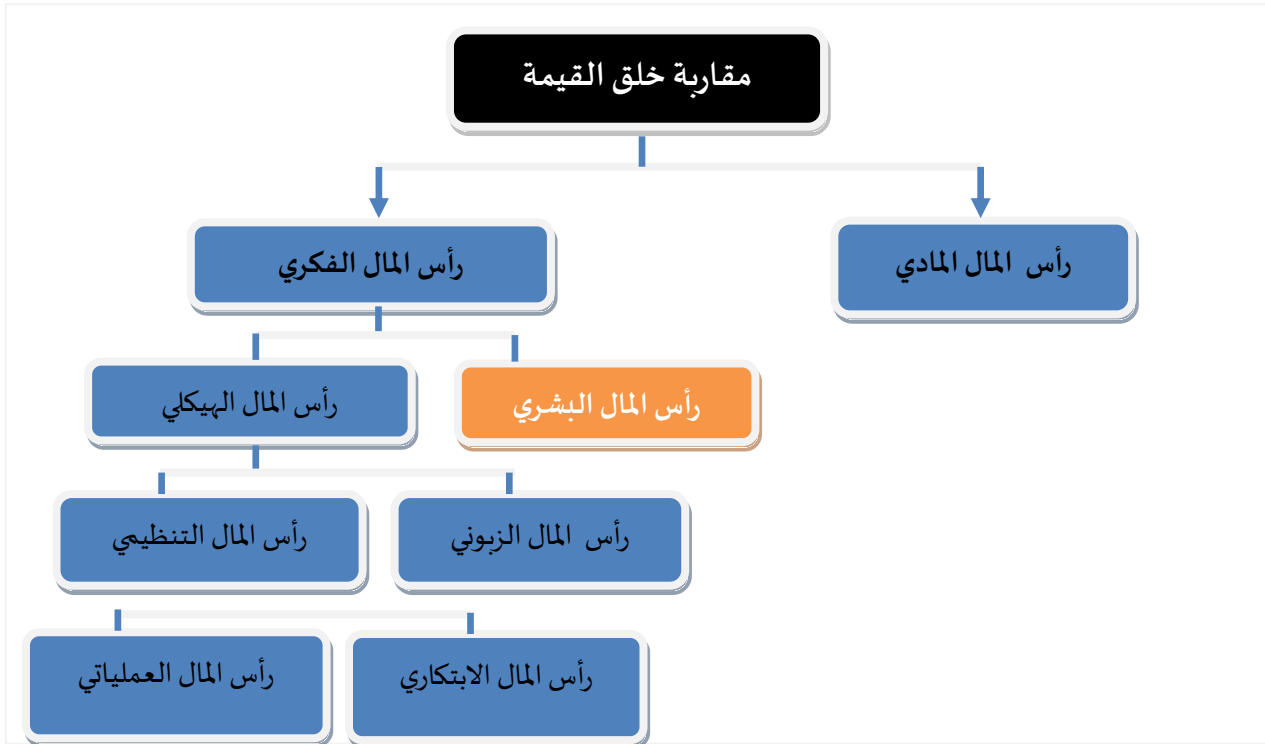 مقاربة خلق القيمة
رأس المال المادي
رأس المال الفكري
رأس المال البشري
رأس المال الهيكلي
رأس المال الزبوني
رأس المال التنظيمي
رأس المال الابتكاري
رأس المال العملياتي